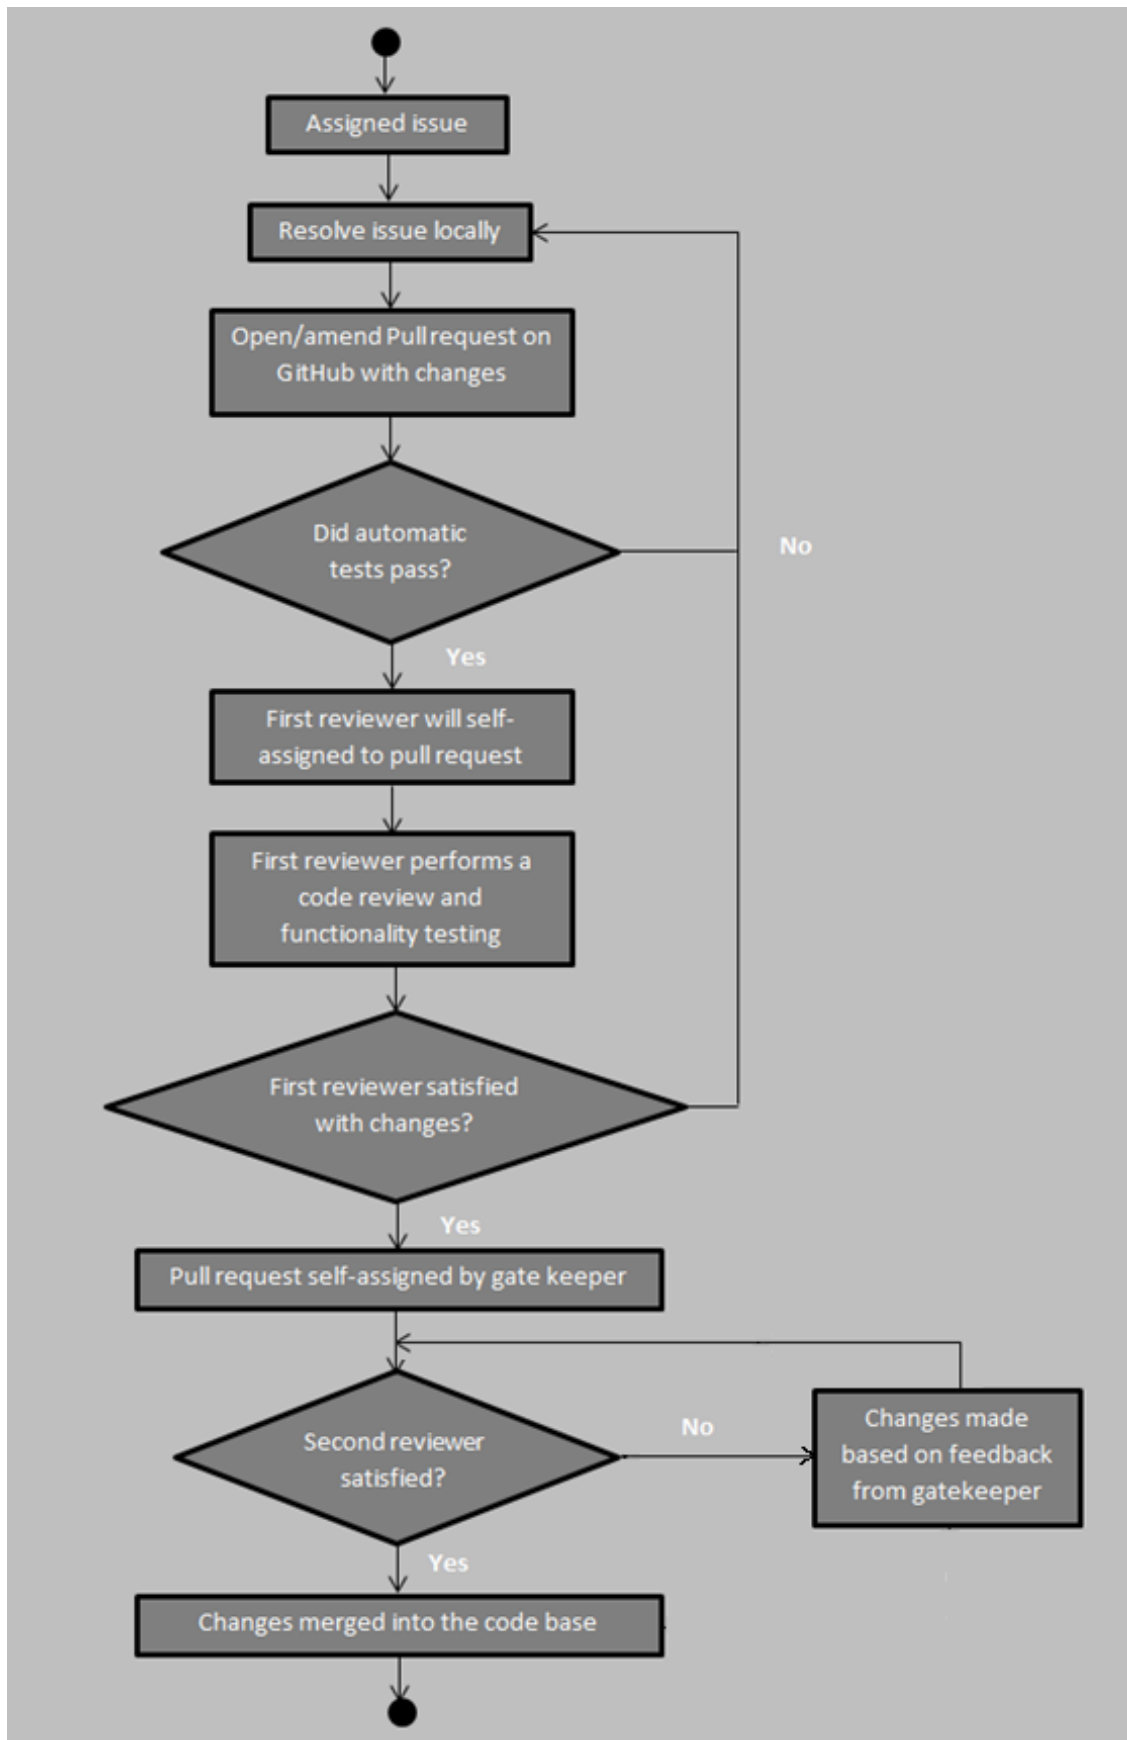 Assigned issue
Resolve issue locally
Open/amend Pull request on
GitHub with changes
Did automatic
tests pass?
No
Yes
First reviewer will self-
assigned to pull request
First reviewer performs a
code review and
functionality testing
First reviewer satisfied
with changes?
Yes
Pull request self-assigned by gate keeper
Second reviewer
satisfied?
No
Changes made
based on feedback
from gatekeeper
Yes
Changes merged into the code base